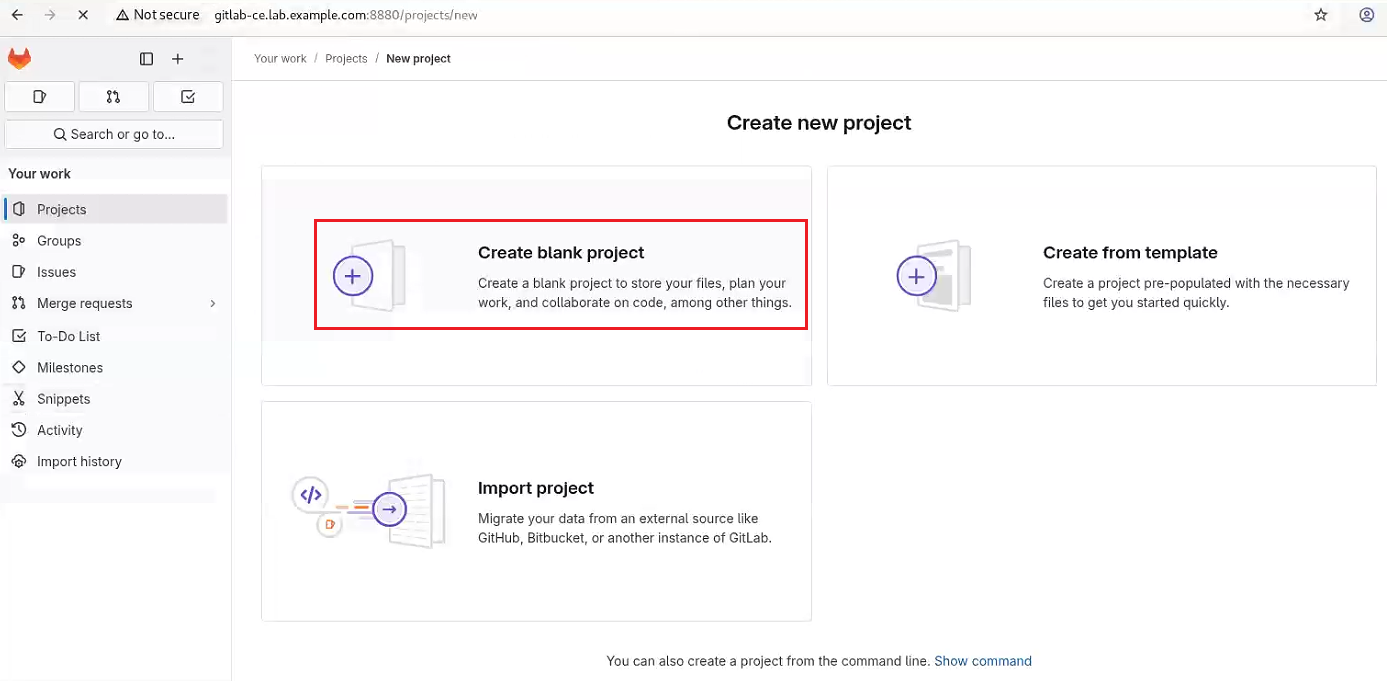 Not secure gitlab-ce.lab.example.com:8880/projects/new
Your work / Projects / New project
Search or go to...
Your work
Projects
Groups
Issues
Merge requests
To-Do List
Milestones
Snippets
Activity
Import history
Create new project
Create blank project
Create a blank project to store your files, plan your
work, and collaborate on code, among other things.
Create from template
Create a project pre-populated with the necessary
files to get you started quickly.
Import project
Migrate your data from an external source like
GitHub, Bitbucket, or another instance of GitLab.
You can also create a project from the command line. Show command